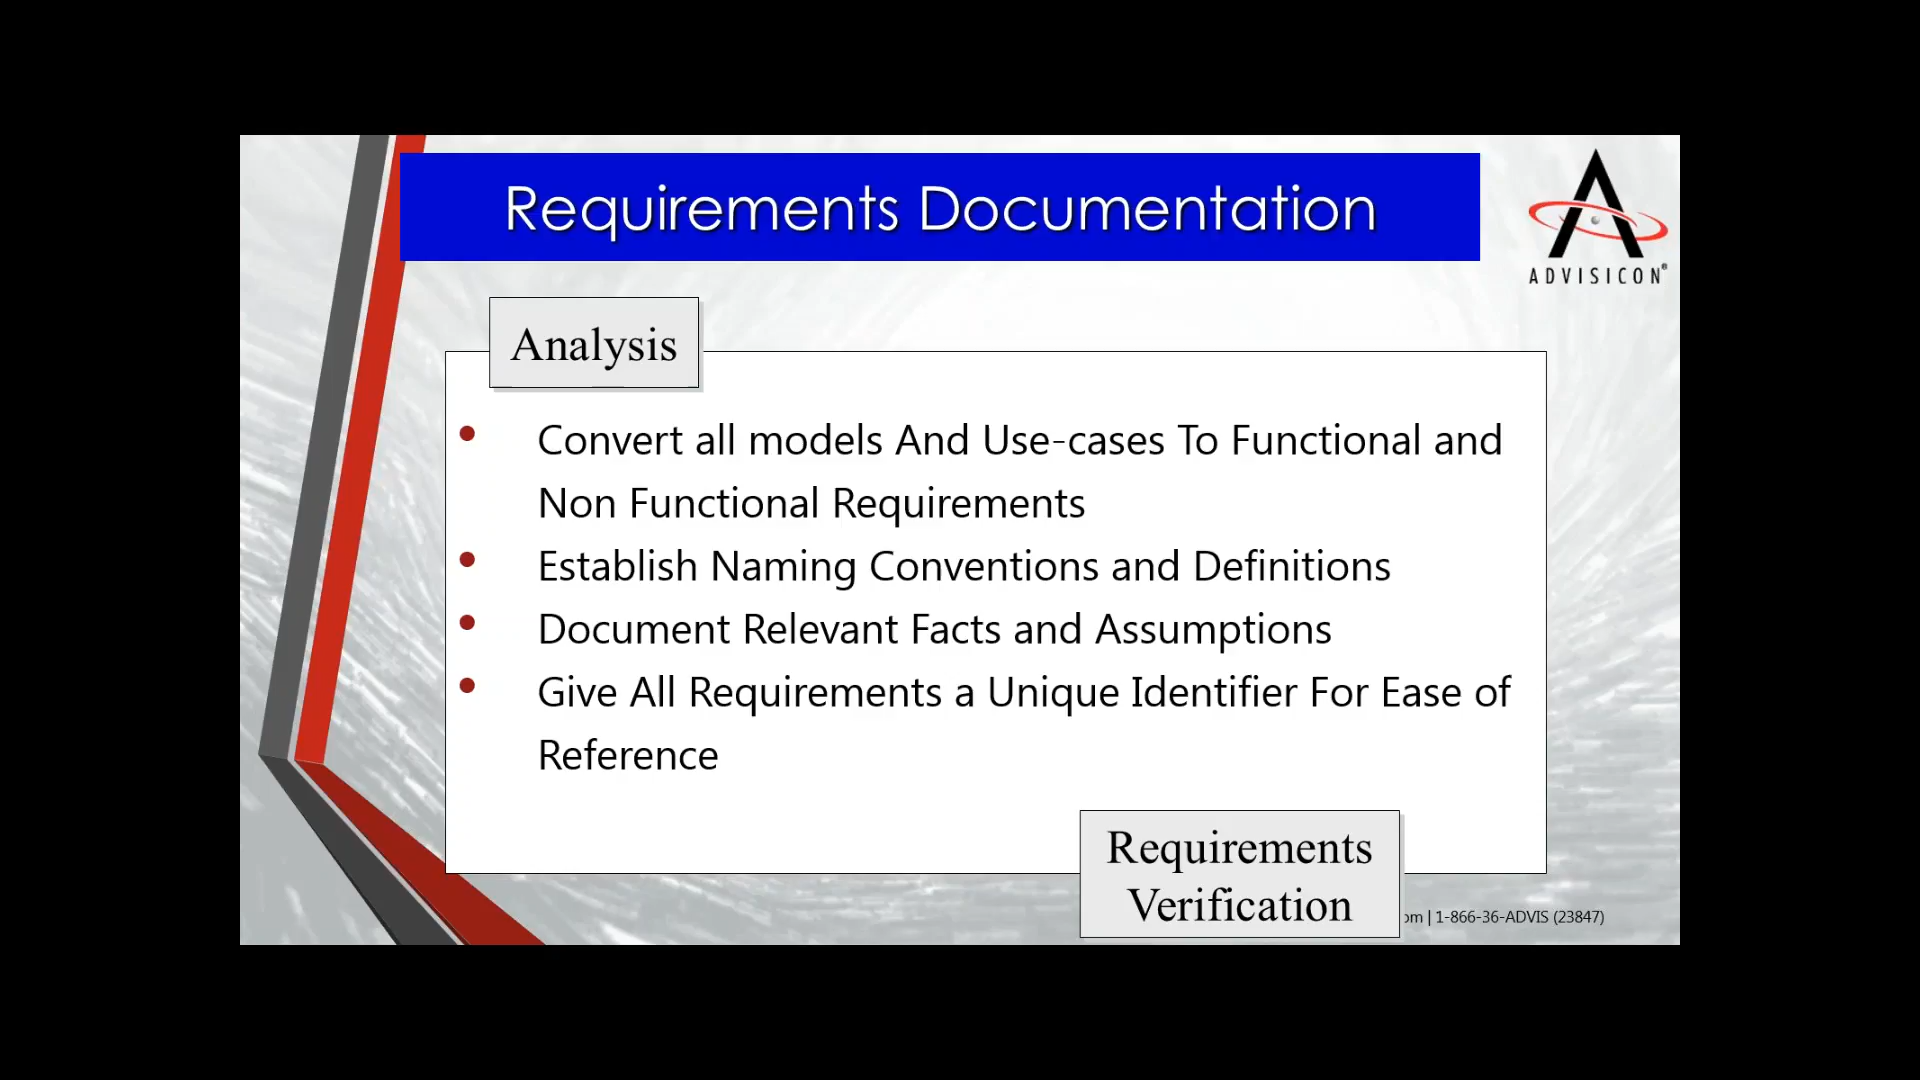 Requirements Documentation
ADVISICON®
Analysis
• Convert all models And Use-cases To Functional and
Non Functional Requirements
• Establish Naming Conventions and Definitions
• Document Relevant Facts and Assumptions
• Give All Requirements a Unique Identifier For Ease of
Reference
Requirements
Verification
om | 1-866-36-ADVIS (23847)